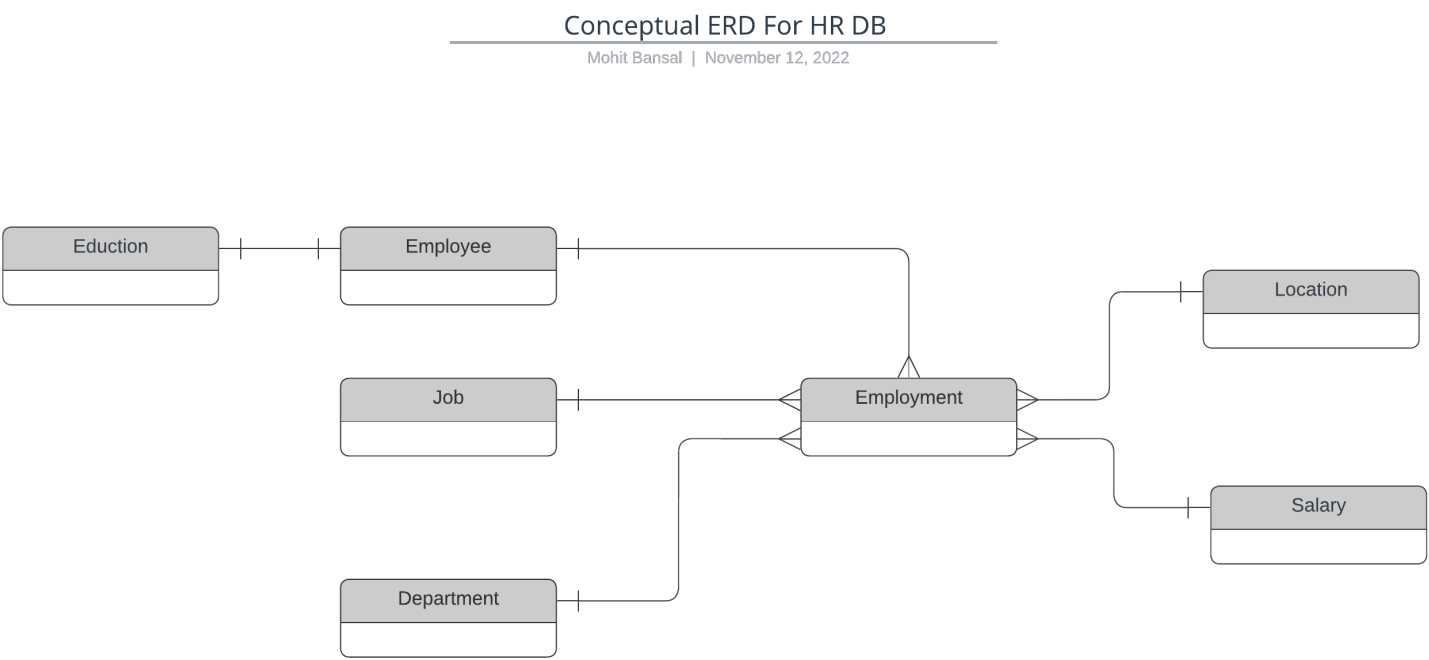 Conceptual ERD For HR DB
Mohit Bansal | November 12, 2022
Eduction
Employee
Location
Job
Employment
Salary
Department